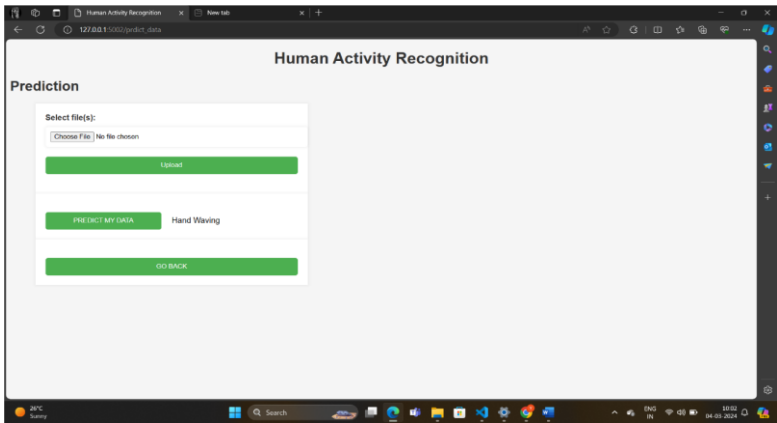 Human Activity Recognition
New tab
127.0.0.1:5002/prdict_data
Human Activity Recognition
Prediction
Select file(s):
Choose File No file chosen
Upload
PREDICT MY DATA Hand Waving
GO BACK
26°C
Sunny
Search
ENG
IN
10:02
04-03-2024